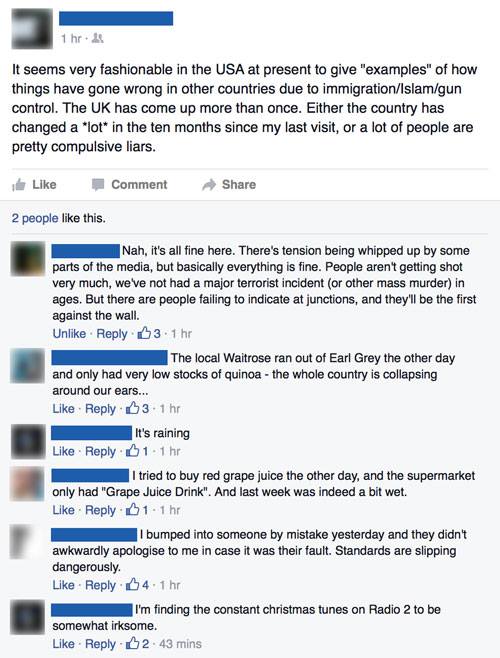 1 hr ·
It seems very fashionable in the USA at present to give "examples" of how
things have gone wrong in other countries due to immigration/Islam/gun
control. The UK has come up more than once. Either the country has
changed a *lot* in the ten months since my last visit, or a lot of people are
pretty compulsive liars.
Like Comment Share
2 people like this.
Nah, it's all fine here. There's tension being whipped up by some
parts of the media, but basically everything is fine. People aren't getting shot
very much, we've not had a major terrorist incident (or other mass murder) in
ages. But there are people failing to indicate at junctions, and they'll be the first
against the wall.
Unlike · Reply · 3 · 1 hr
The local Waitrose ran out of Earl Grey the other day
and only had very low stocks of quinoa - the whole country is collapsing
around our ears...
Like · Reply · 3 · 1 hr
It's raining
Like · Reply · 1 · 1 hr
I tried to buy red grape juice the other day, and the supermarket
only had "Grape Juice Drink". And last week was indeed a bit wet.
Like · Reply · 1 · 1 hr
I bumped into someone by mistake yesterday and they didn't
awkwardly apologise to me in case it was their fault. Standards are slipping
dangerously.
Like · Reply · 4 · 1 hr
I'm finding the constant christmas tunes on Radio 2 to be
somewhat irksome.
Like · Reply · 2 · 43 mins